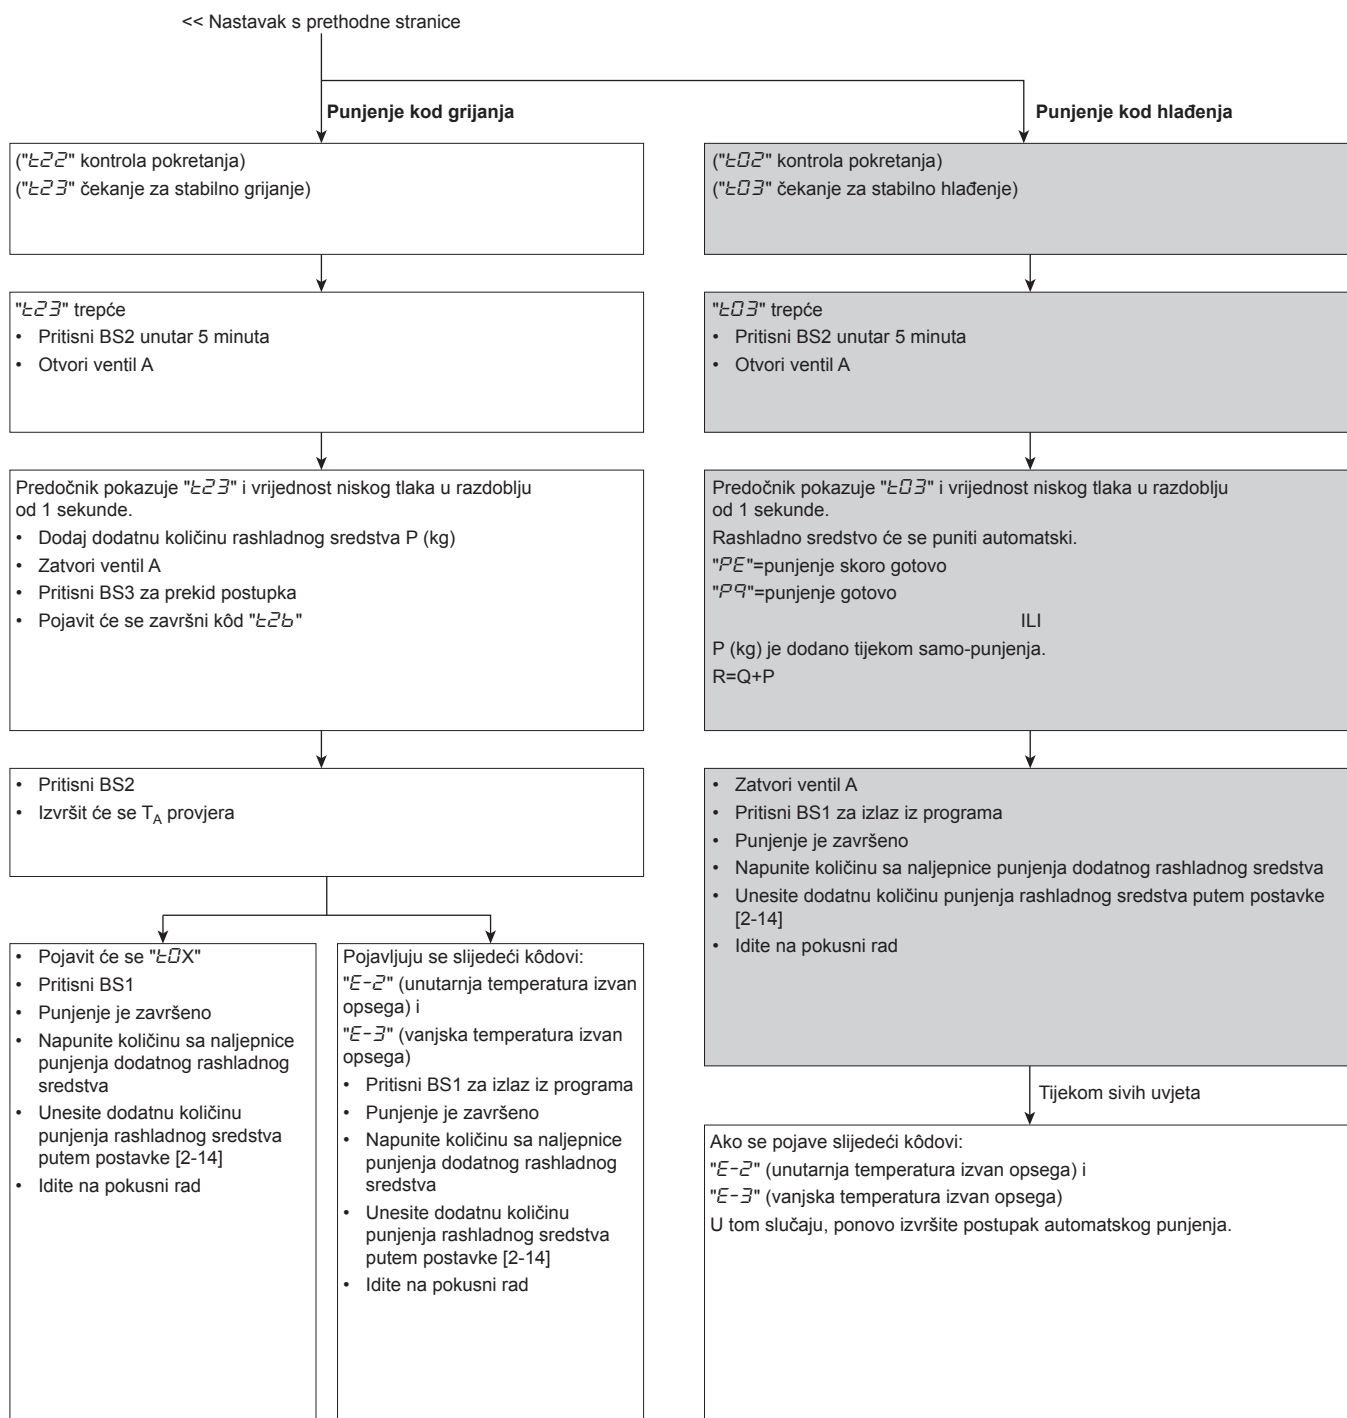 << Nastavak s prethodne stranice
Punjenje kod grijanja
Punjenje kod hlađenja
("t22" kontrola pokretanja)
("t23" čekanje za stabilno grijanje)
("t02" kontrola pokretanja)
("t03" čekanje za stabilno hlađenje)
"t23" trepće
• Pritisni BS2 unutar 5 minuta
• Otvori ventil A
"t03" trepće
• Pritisni BS2 unutar 5 minuta
• Otvori ventil A
Predočnik pokazuje "t23" i vrijednost niskog tlaka u razdoblju
od 1 sekunde.
• Dodaj dodatnu količinu rashladnog sredstva P (kg)
• Zatvori ventil A
• Pritisni BS3 za prekid postupka
• Pojavit će se završni kôd "t26"
Predočnik pokazuje "t03" i vrijednost niskog tlaka u razdoblju
od 1 sekunde.
Rashladno sredstvo će se puniti automatski.
"PE"=punjenje skoro gotovo
"P9"=punjenje gotovo
ILI
P (kg) je dodano tijekom samo-punjenja.
R=Q+P
• Pritisni BS2
• Izvršit će se TA provjera
• Zatvori ventil A
• Pritisni BS1 za izlaz iz programa
• Punjenje je završeno
• Napunite količinu sa naljepnice punjenja dodatnog rashladnog sredstva
• Unesite dodatnu količinu punjenja rashladnog sredstva putem postavke
[2-14]
• Idite na pokusni rad
• Pojavit će se "t0X"
• Pritisni BS1
• Punjenje je završeno
• Napunite količinu sa naljepnice
punjenja dodatnog rashladnog
sredstva
• Unesite dodatnu količinu
punjenja rashladnog sredstva
putem postavke [2-14]
• Idite na pokusni rad
Pojavljuju se slijedeći kôdovi:
"E-2" (unutarnja temperatura izvan
opsega) i
"E-3" (vanjska temperatura izvan
opsega)
• Pritisni BS1 za izlaz iz programa
• Punjenje je završeno
• Napunite količinu sa naljepnice
punjenja dodatnog rashladnog
sredstva
• Unesite dodatnu količinu
punjenja rashladnog sredstva
putem postavke [2-14]
• Idite na pokusni rad
Tijekom sivih uvjeta
Ako se pojave slijedeći kôdovi:
"E-2" (unutarnja temperatura izvan opsega) i
"E-3" (vanjska temperatura izvan opsega)
U tom slučaju, ponovo izvršite postupak automatskog punjenja.